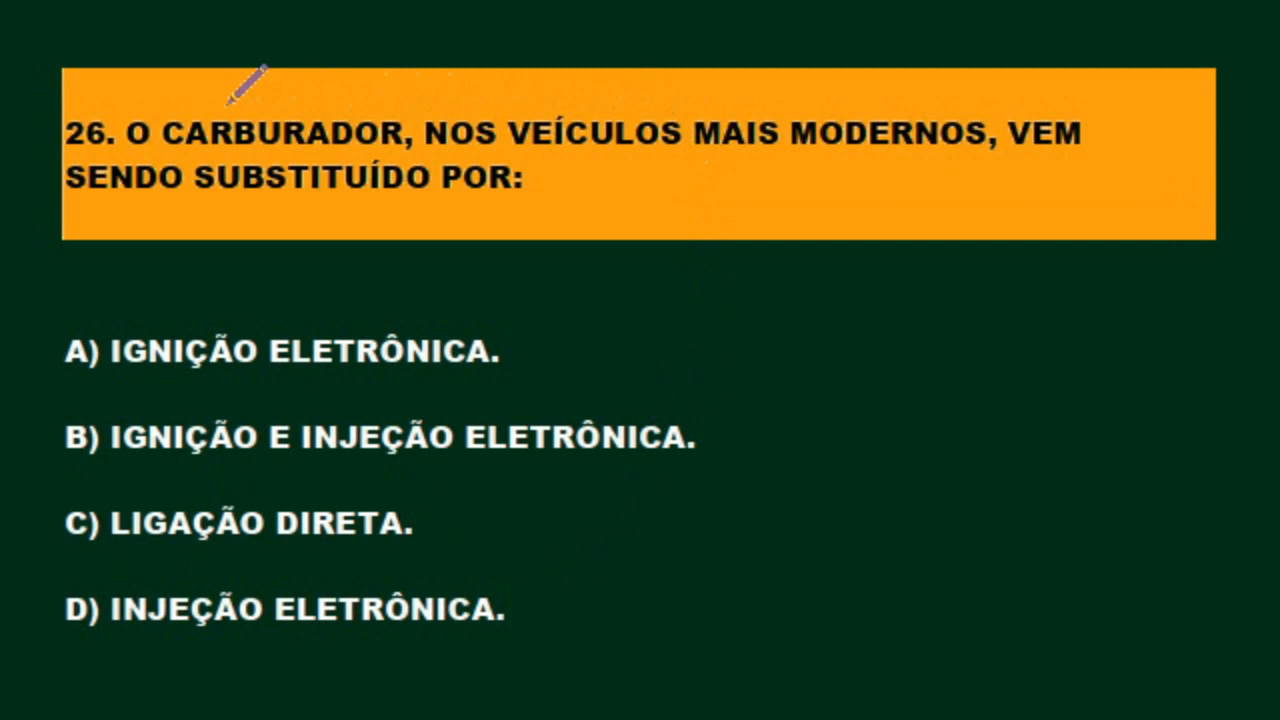 26. O CARBURADOR, NOS VEÍCULOS MAIS MODERNOS, VEM
SENDO SUBSTITUÍDO POR:
A) IGNIÇÃO ELETRÔNICA.
B) IGNIÇÃO E INJEÇÃO ELETRÔNICA.
C) LIGAÇÃO DIRETA.
D) INJEÇÃO ELETRÔNICA.